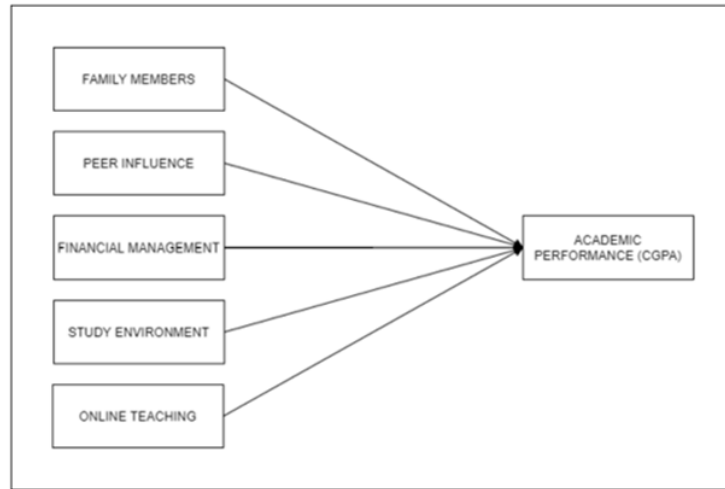 FAMILY MEMBERS
PEER INFLUENCE
FINANCIAL MANAGEMENT
STUDY ENVIRONMENT
ONLINE TEACHING
ACADEMIC
PERFORMANCE (CGPA)